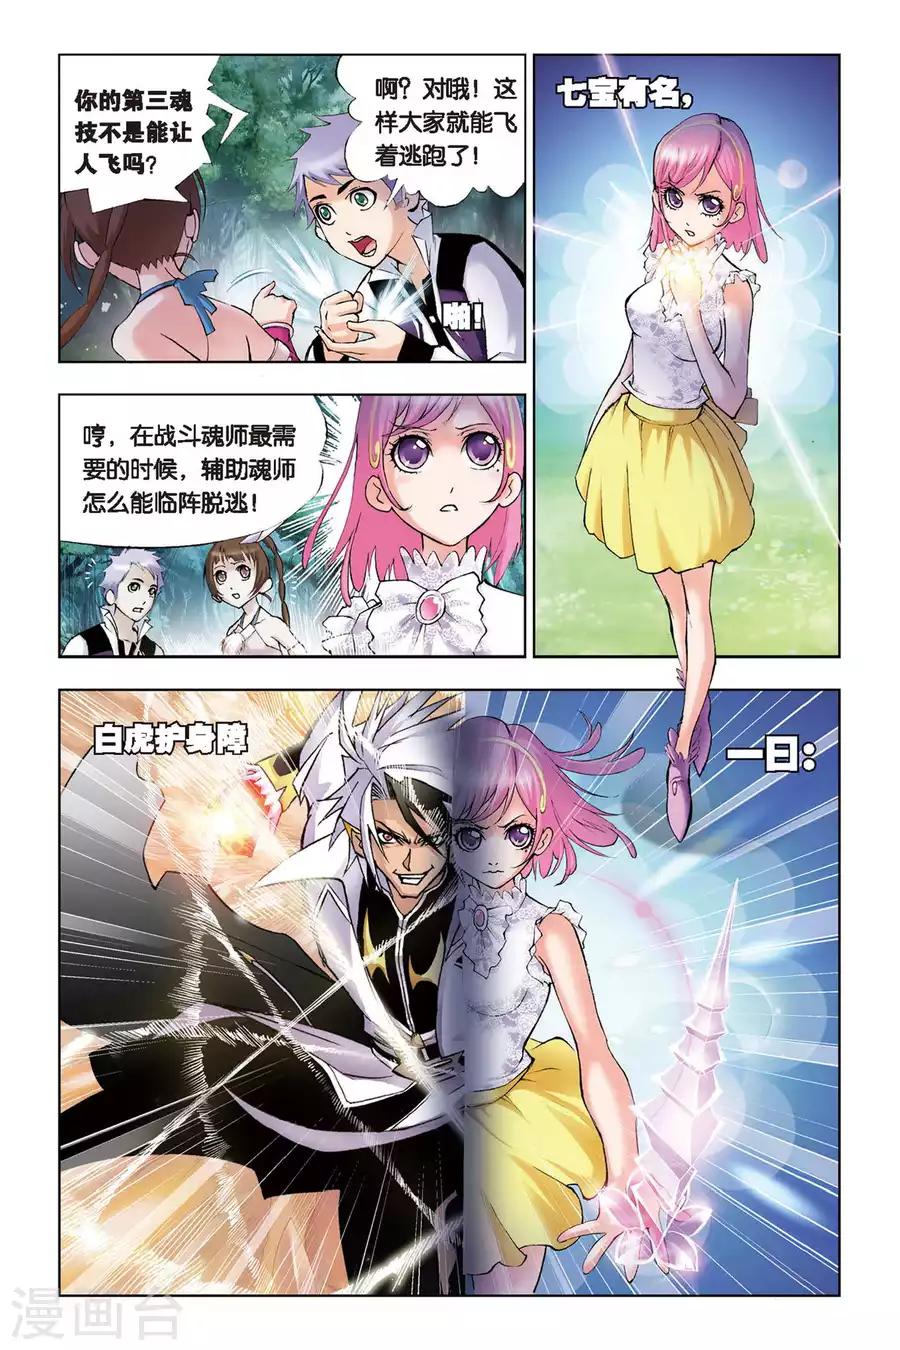 你的第三魂
技不是能让
人飞吗？
啊？对哦！这
样大家就能飞
着逃跑了！
啪！
七宝有名，
哼，在战斗魂师最需
要的时候，辅助魂师
怎么能临阵脱逃！
白虎护身障
一曰：
漫画台